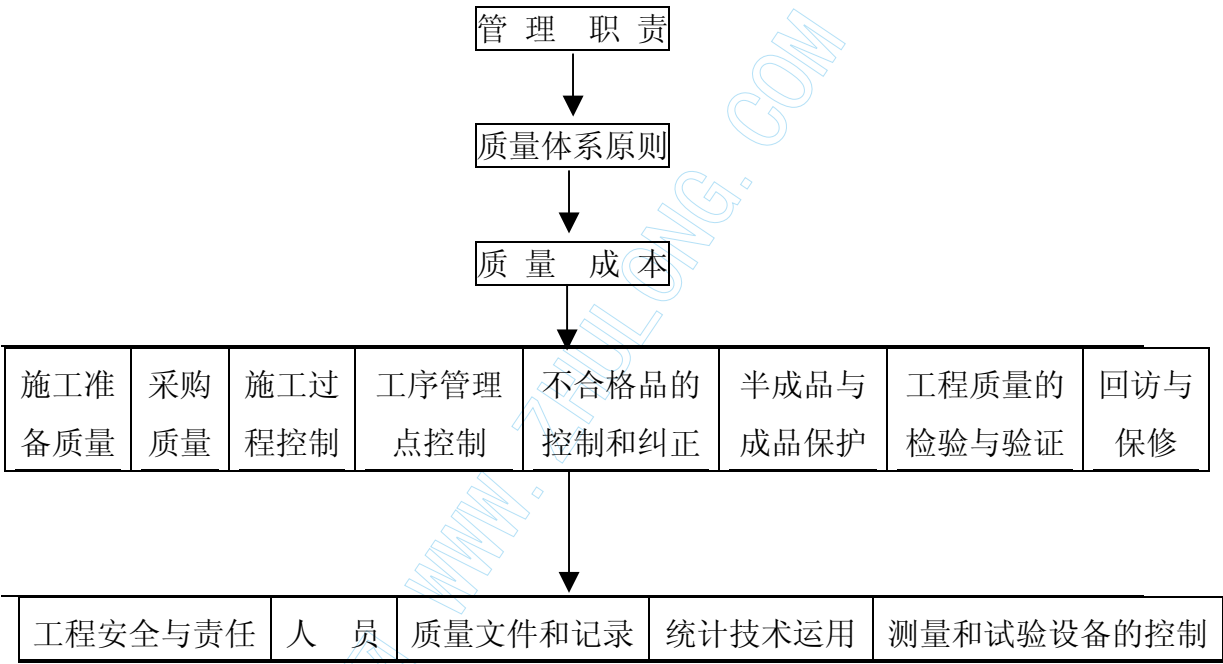 管 理 职 责
质量体系原则
质 量 成 本
施工准 采购 施工过 工序管理 不合格品的 半成品与 工程质量的 回访与
备质量 质量 程控制 点控制 控制和纠正 成品保护 检验与验证 保修
工程安全与责任 人 员 质量文件和记录 统计技术运用 测量和试验设备的控制
WWW. ZHULONG. COM